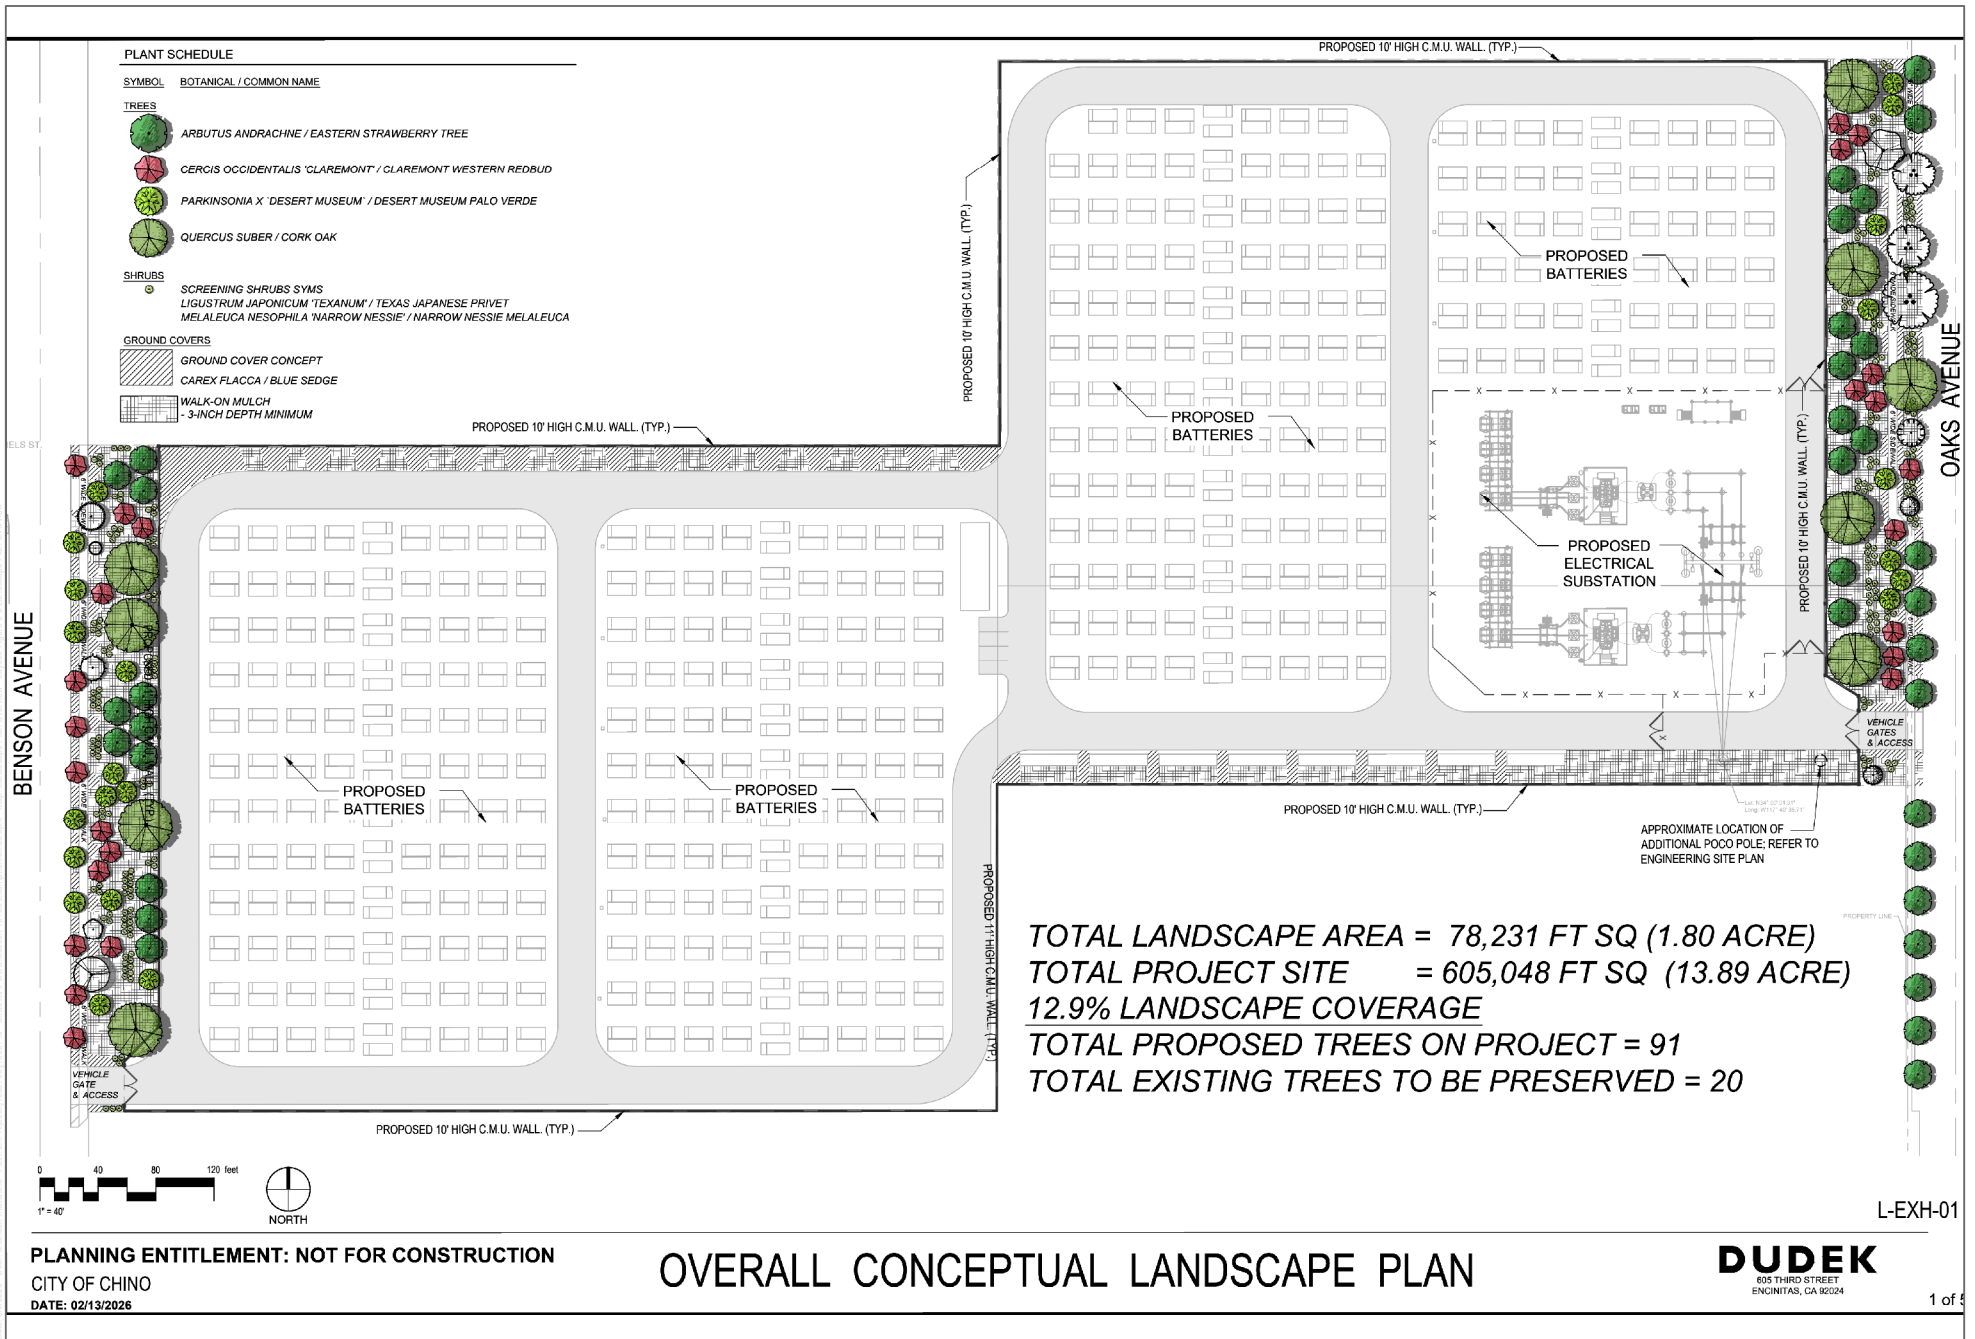 PLANT SCHEDULE
SYMBOL BOTANICAL / COMMON NAME
TREES
ARBUTUS ANDRACHNE / EASTERN STRAWBERRY TREE
CERCIS OCCIDENTALIS 'CLAREMONT' / CLAREMONT WESTERN REDBUD
PARKINSONIA X `DESERT MUSEUM` / DESERT MUSEUM PALO VERDE
QUERCUS SUBER / CORK OAK
SHRUBS
SCREENING SHRUBS SYMS
LIGUSTRUM JAPONICUM 'TEXANUM' / TEXAS JAPANESE PRIVET
MELALEUCA NESOPHILA 'NARROW NESSIE' / NARROW NESSIE MELALEUCA
GROUND COVERS
GROUND COVER CONCEPT
CAREX FLACCA / BLUE SEDGE
WALK-ON MULCH
- 3-INCH DEPTH MINIMUM
PROPOSED 10' HIGH C.M.U. WALL. (TYP.)
PROPOSED 10' HIGH C.M.U. WALL. (TYP.)
PROPOSED 10' HIGH C.M.U. WALL. (TYP.)
PROPOSED
BATTERIES
PROPOSED
BATTERIES
PROPOSED 10' HIGH C.M.U. WALL. (TYP.)
OAKS AVENUE
ELS ST.
PROPOSED
ELECTRICAL
SUBSTATION
BENSON AVENUE
PROPOSED
BATTERIES
PROPOSED
BATTERIES
VEHICLE
GATES
& ACCESS
PROPOSED 10' HIGH C.M.U. WALL. (TYP.)
APPROXIMATE LOCATION OF
ADDITIONAL POCO POLE; REFER TO
ENGINEERING SITE PLAN
PROPOSED 11' HIGH C.M.U. WALL. (TYP.)
PROPERTY LINE
TOTAL LANDSCAPE AREA = 78,231 FT SQ (1.80 ACRE)
TOTAL PROJECT SITE = 605,048 FT SQ (13.89 ACRE)
12.9% LANDSCAPE COVERAGE
TOTAL PROPOSED TREES ON PROJECT = 91
TOTAL EXISTING TREES TO BE PRESERVED = 20
VEHICLE
GATE
& ACCESS
PROPOSED 10' HIGH C.M.U. WALL. (TYP.)
0 40 80 120 feet
1" = 40'
NORTH
L-EXH-01
PLANNING ENTITLEMENT: NOT FOR CONSTRUCTION
CITY OF CHINO
DATE: 02/13/2026
OVERALL CONCEPTUAL LANDSCAPE PLAN
DUDEK
605 THIRD STREET
ENCINITAS, CA 92024
1 of 5